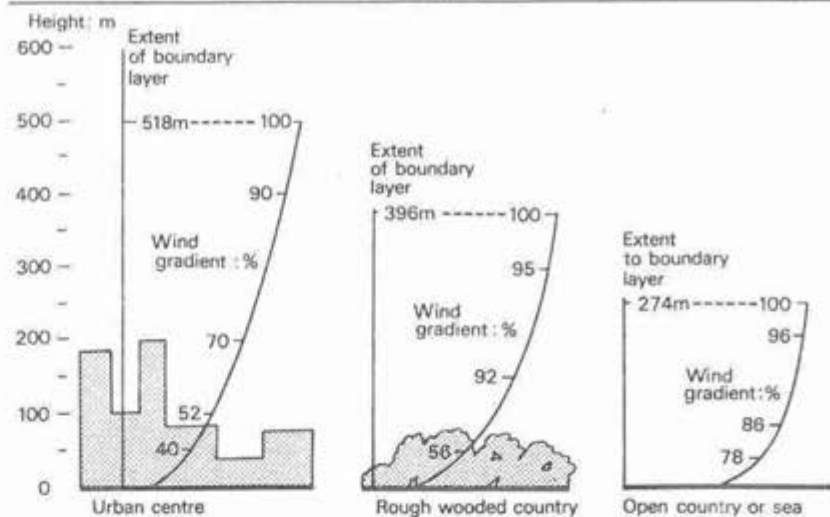 Height: m
600
500
400
300
200
100
0
Extent
of boundary
layer
518m
100
90
Wind
gradient: %
70
52
40
Urban centre
Extent
of boundary
layer
396m
100
95
Wind
gradient: %
92
56
Rough wooded country
Extent
to boundary
layer
274m
100
96
Wind
gradient: %
86
78
Open country or sea